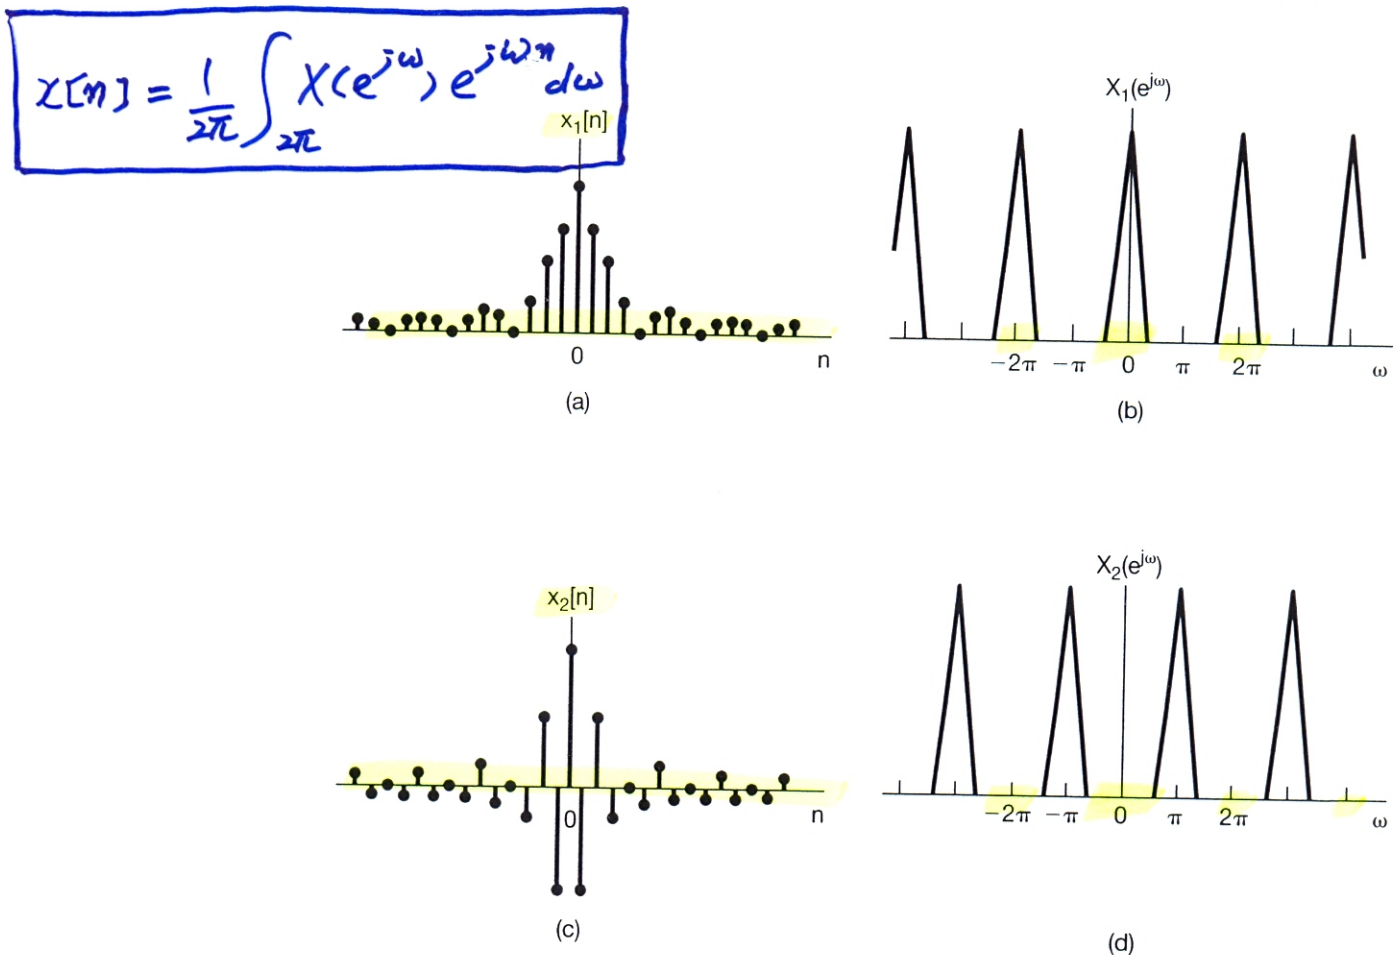 x[n] = 1/2π ∫2π X(e^jω) e^jωn dω
x₁[n]
0
n
(a)
X₁(e^jω)
−2π −π 0 π 2π
ω
(b)
x₂[n]
0
n
(c)
X₂(e^jω)
−2π −π 0 π 2π
ω
(d)